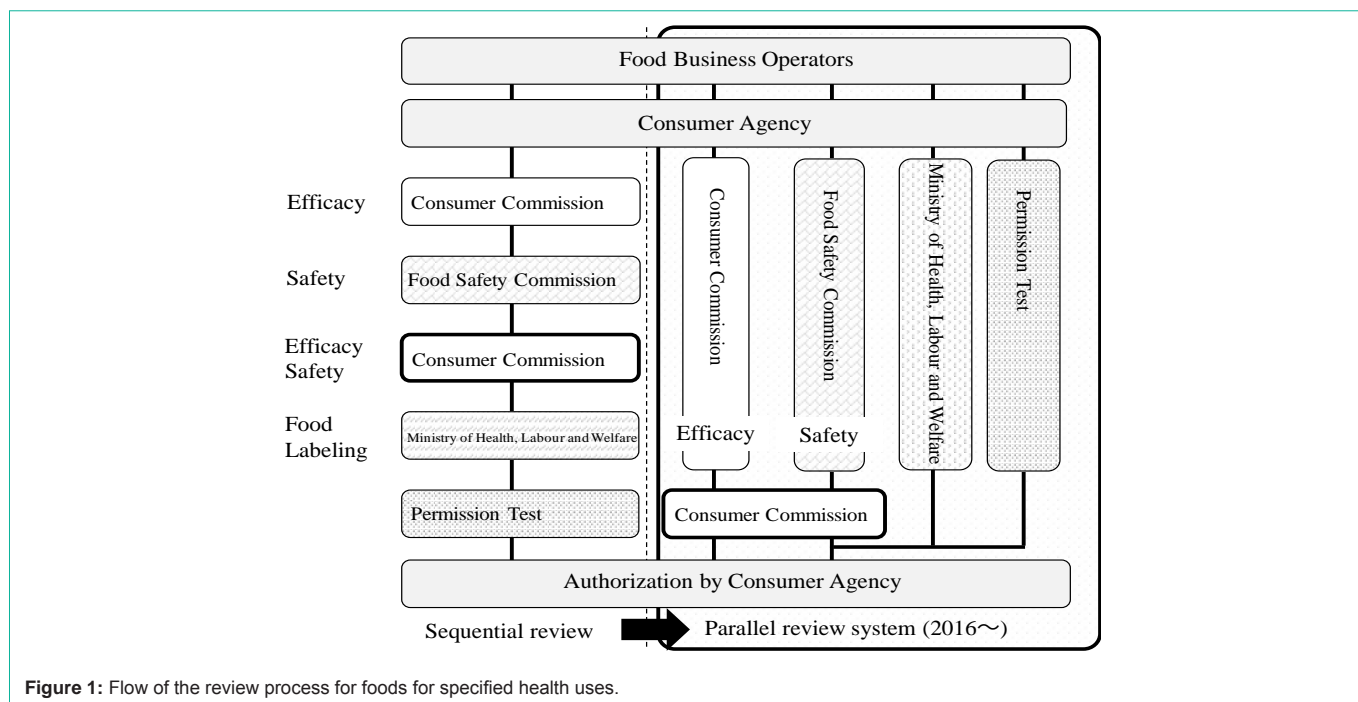 Food Business Operators
Consumer Agency
Efficacy
Consumer Commission
Safety
Food Safety Commission
Efficacy
Safety
Consumer Commission
Food
Labeling
Ministry of Health, Labour and Welfare
Permission Test
Consumer Commission
Efficacy
Food Safety Commission
Safety
Ministry of Health, Labour and Welfare
Permission Test
Consumer Commission
Authorization by Consumer Agency
Sequential review
Parallel review system (2016～)
Figure 1: Flow of the review process for foods for specified health uses.